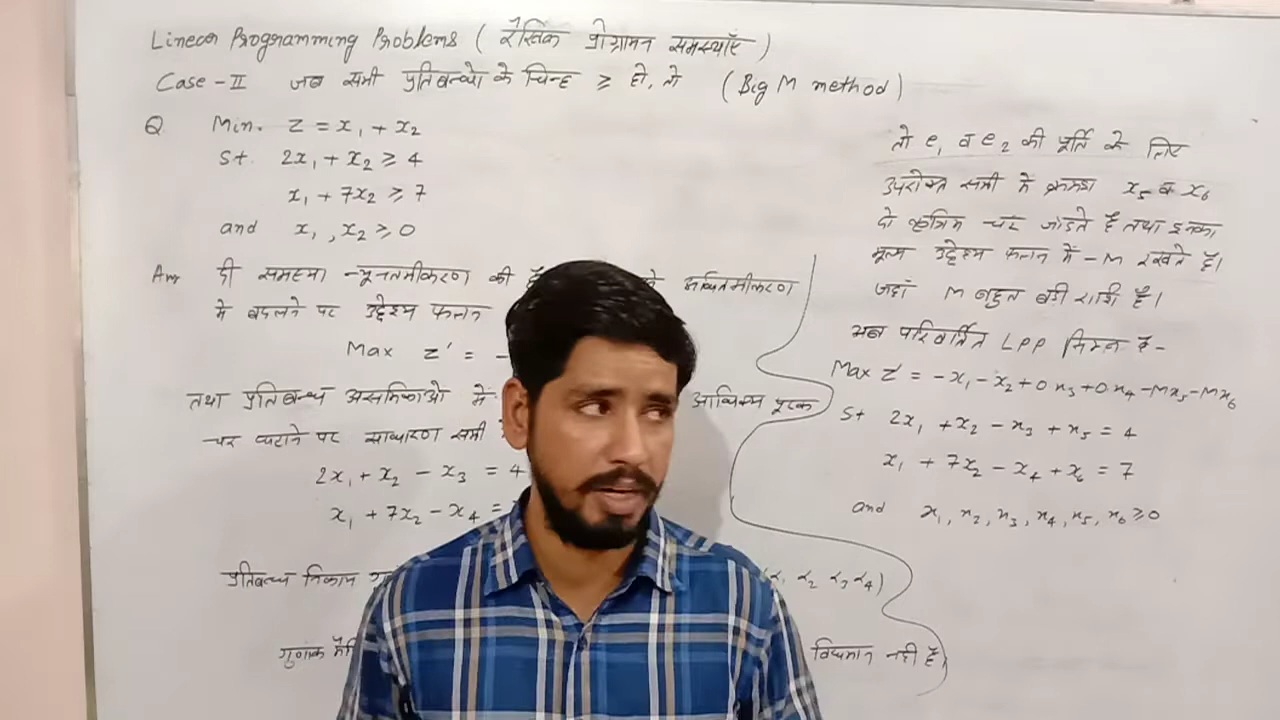 Linear Programming Problems ( रैखिक प्रोग्रामन समस्याएँ )
Case - II जब सभी प्रतिबन्धो के चिन्ह ≥ हो, तो ( Big M method )
Q Min. Z = x₁ + x₂
St. 2x₁ + x₂ ≥ 4
x₁ + 7x₂ ≥ 7
and x₁, x₂ ≥ 0
Ans दी समस्या न्यूनतमीकरण की अधिकतमीकरण
मे बदलने पर उद्देश्य फलन
Max Z' = -
तथा प्रतिबन्ध असमिकाओ मे आधिक्य पूरक
चर घटाने पर साधारण समी
2x₁ + x₂ - x₃ = 4
x₁ + 7x₂ - x₄ =
प्रतिबन्ध निकाय α₂ α₃ α₄)
गुणांक विद्यमान नही है।
तो e₁ व e₂ की पूर्ति के लिए
उपरोक्त समी मे क्रमशः x₅ व x₆
दो कृत्रिम चर जोडते है तथा इनका
मूल्य उद्देश्य फलन में - M रखते है।
जहां M बहुत बडी राशि है।
अब परिवर्तित LPP निम्न है -
Max Z' = -x₁ - x₂ + 0x₃ + 0x₄ - Mx₅ - Mx₆
St 2x₁ + x₂ - x₃ + x₅ = 4
x₁ + 7x₂ - x₄ + x₆ = 7
and x₁, x₂, x₃, x₄, x₅, x₆ ≥ 0